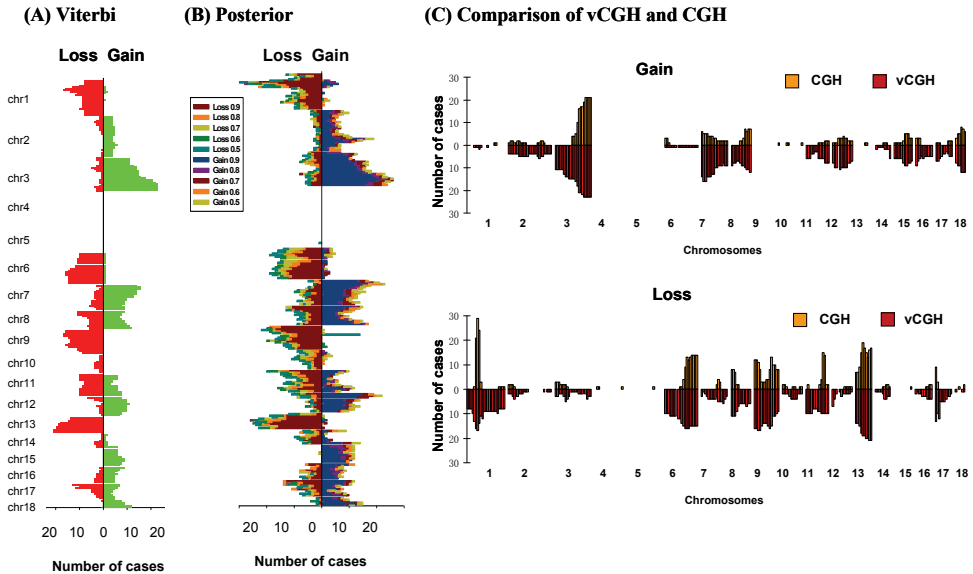 (A) Viterbi
Loss Gain
chr1
chr2
chr3
chr4
chr5
chr6
chr7
chr8
chr9
chr10
chr11
chr12
chr13
chr14
chr15
chr16
chr17
chr18
20 10 0 10 20
Number of cases
(B) Posterior
Loss Gain
Loss 0.9
Loss 0.8
Loss 0.7
Loss 0.6
Loss 0.5
Gain 0.9
Gain 0.8
Gain 0.7
Gain 0.6
Gain 0.5
20 10 0 10 20
Number of cases
(C) Comparison of vCGH and CGH
Gain
CGH vCGH
Number of cases
30
20
10
0
10
20
30
1 2 3 4 5 6 7 8 9 10 11 12 13 14 15 16 17 18
Chromosomes
Loss
CGH vCGH
Number of cases
30
20
10
0
10
20
30
1 2 3 4 5 6 7 8 9 10 11 12 13 14 15 16 17 18
Chromosomes